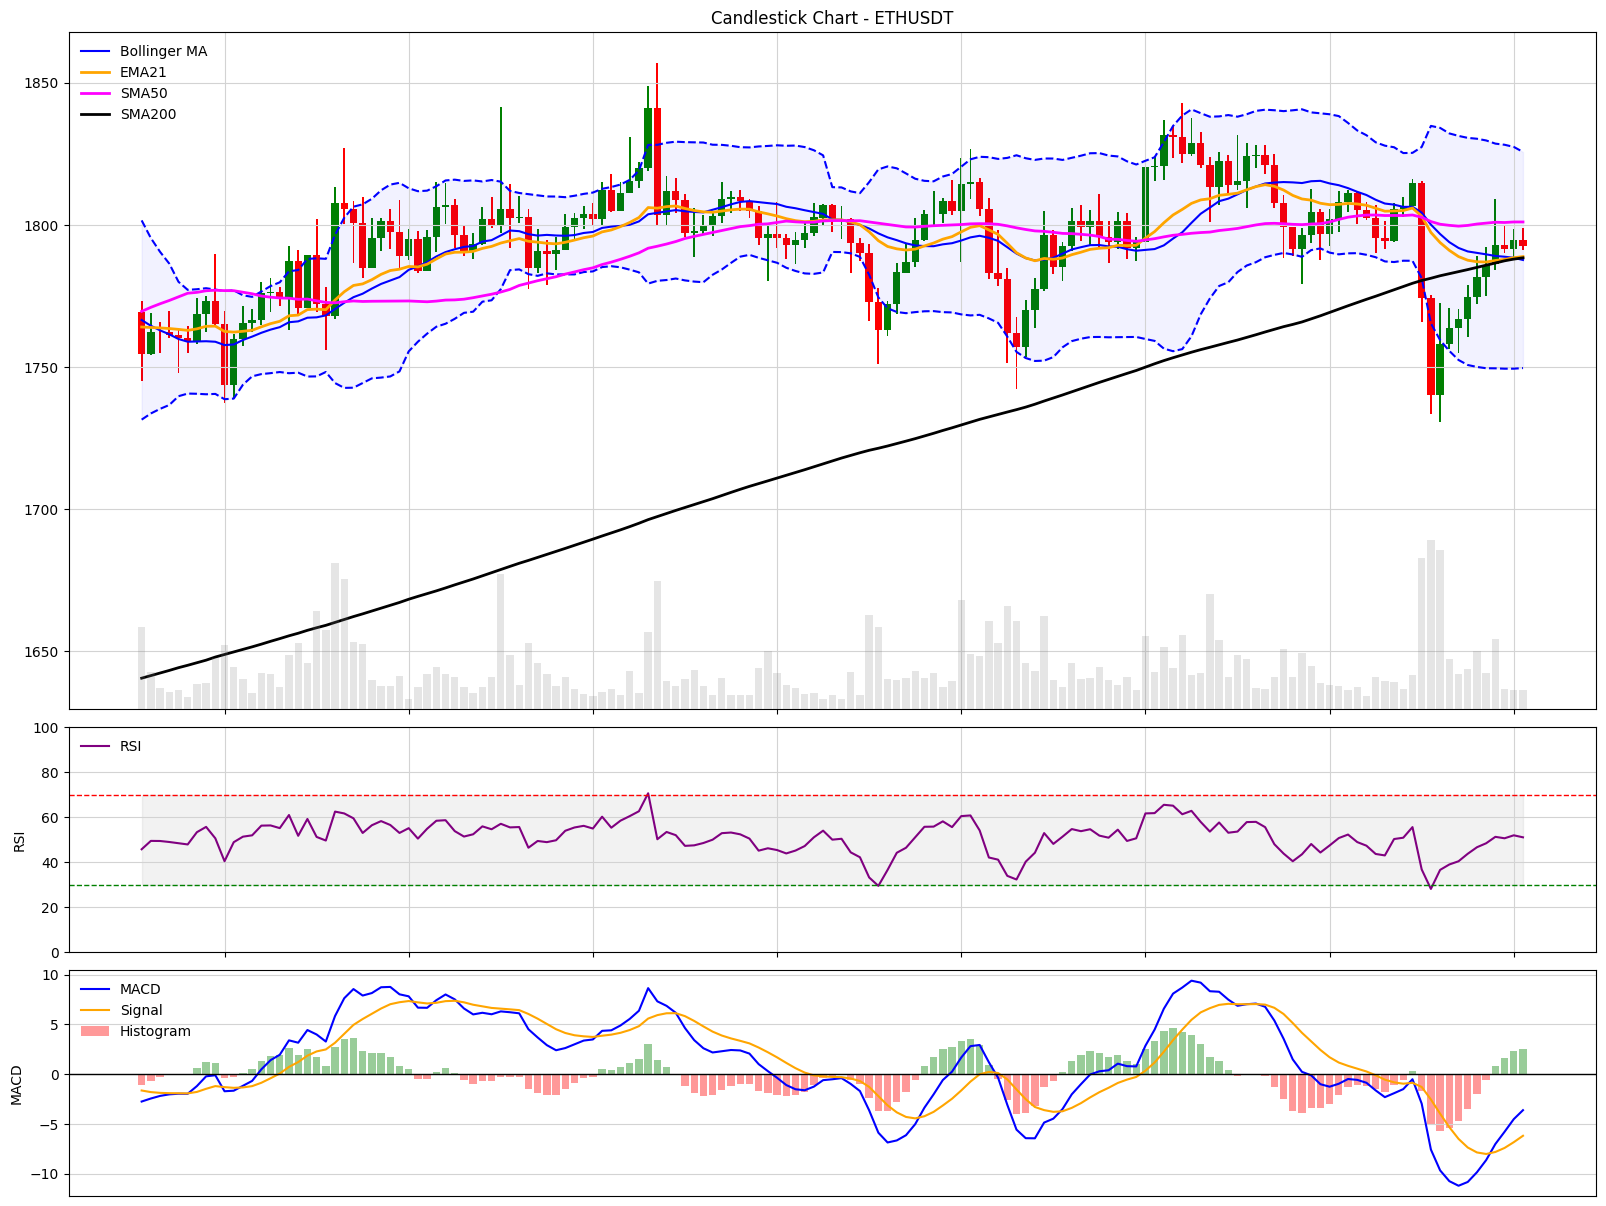 Candlestick Chart - ETHUSDT
Bollinger MA
EMA21
SMA50
SMA200
1850
1800
1750
1700
1650
RSI
RSI
100
80
60
40
20
0
MACD
Signal
Histogram
MACD
10
5
0
−5
−10